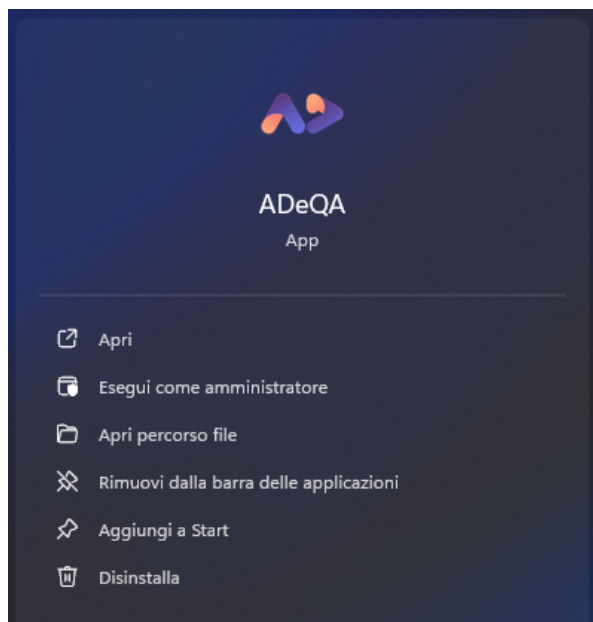 ADeQA
App
Apri
Esegui come amministratore
Apri percorso file
Rimuovi dalla barra delle applicazioni
Aggiungi a Start
Disinstalla